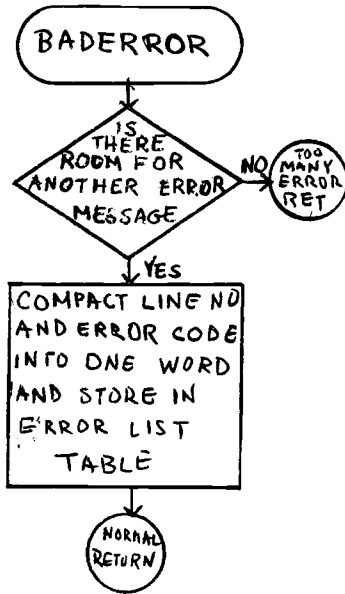 BADERROR
IS
THERE
ROOM FOR
ANOTHER ERROR
MESSAGE
NO
TOO
MANY
ERROR
RET
YES
COMPACT LINE NO
AND ERROR CODE
INTO ONE WORD
AND STORE IN
ERROR LIST
TABLE
NORMAL
RETURN